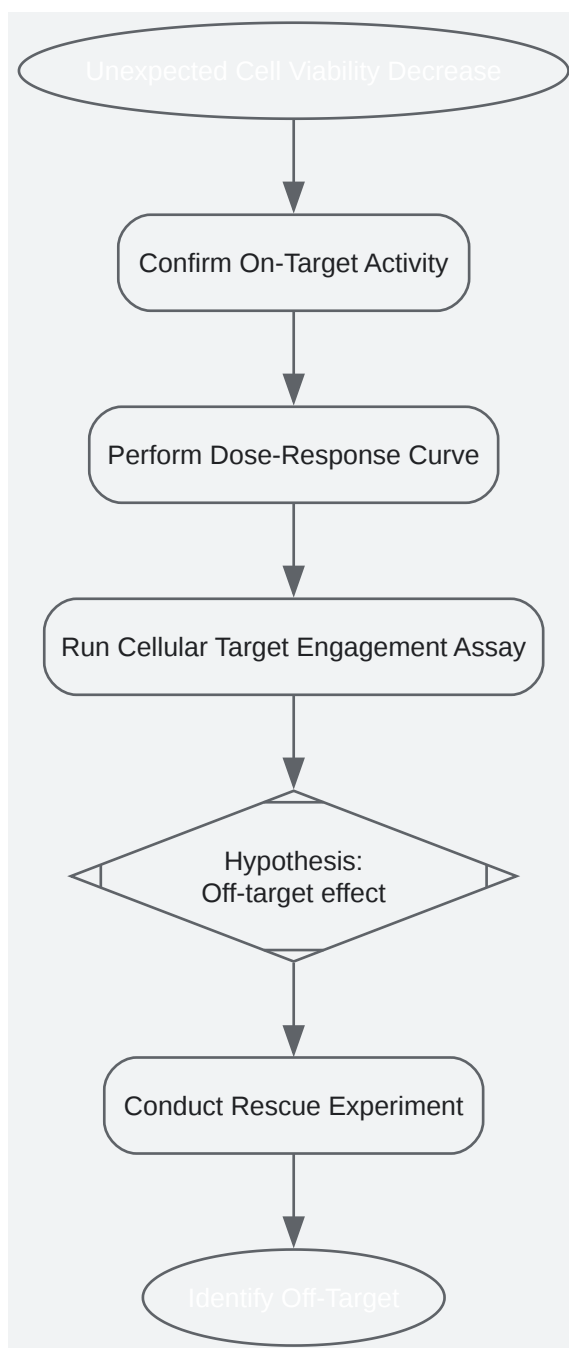 Unexpected Cell Viability Decrease
Confirm On-Target Activity
Perform Dose-Response Curve
Run Cellular Target Engagement Assay
Hypothesis:
Off-target effect
Conduct Rescue Experiment
Identify Off-Target